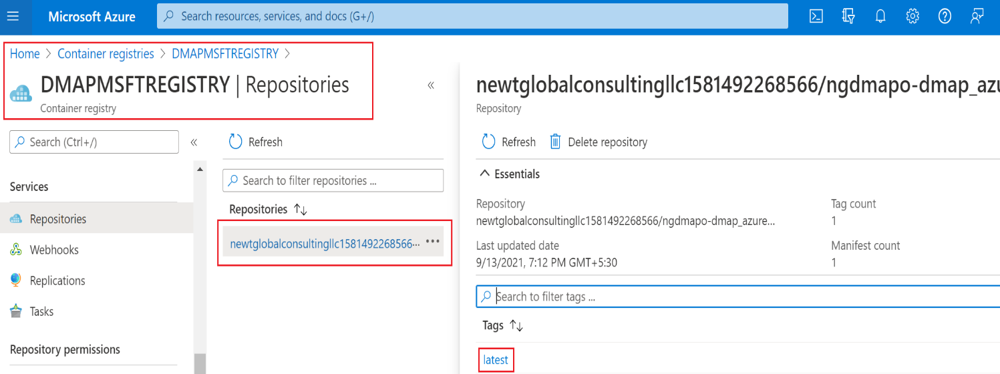 Microsoft Azure
Search resources, services, and docs (G+/)
Home > Container registries > DMAPMSFTREGISTRY >
DMAPMSFTREGISTRY | Repositories
Container registry
«
Search (Ctrl+/)
«
Services
Repositories
Webhooks
Replications
Tasks
Repository permissions
Refresh
Search to filter repositories ...
Repositories ↑↓
newtglobalconsultingllc1581492268566··· •••
newtglobalconsultingllc1581492268566/ngdmapo-dmap_azu
Repository
Refresh
Delete repository
Essentials
Repository
newtglobalconsultingllc1581492268566/ngdmapo-dmap_azure...
Tag count
1
Last updated date
9/13/2021, 7:12 PM GMT+5:30
Manifest count
1
Search to filter tags ...
Tags ↑↓
latest